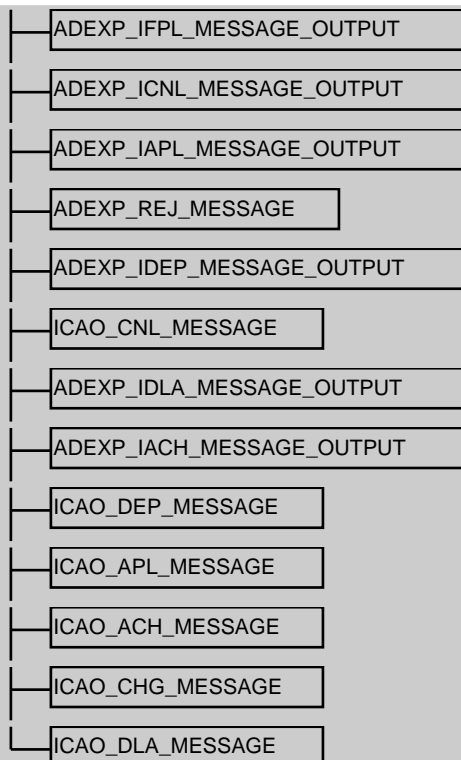 ADEXP_IFPL_MESSAGE_OUTPUT
ADEXP_ICNL_MESSAGE_OUTPUT
ADEXP_IAPL_MESSAGE_OUTPUT
ADEXP_REJ_MESSAGE
ADEXP_IDEP_MESSAGE_OUTPUT
ICAO_CNL_MESSAGE
ADEXP_IDLA_MESSAGE_OUTPUT
ADEXP_IACH_MESSAGE_OUTPUT
ICAO_DEP_MESSAGE
ICAO_APL_MESSAGE
ICAO_ACH_MESSAGE
ICAO_CHG_MESSAGE
ICAO_DLA_MESSAGE